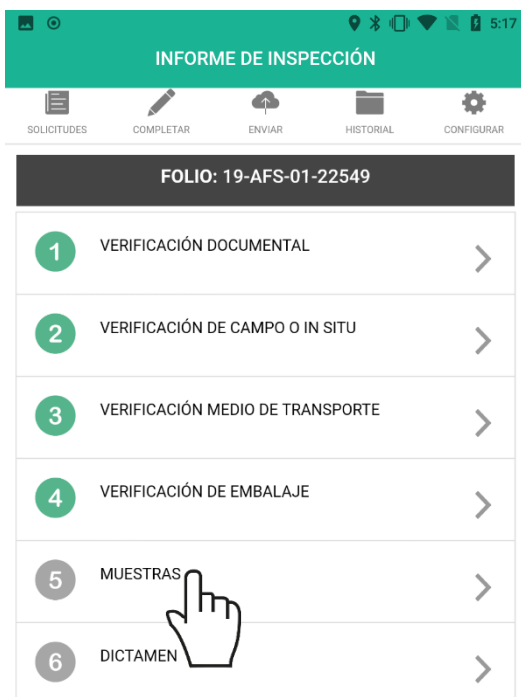 5:17
INFORME DE INSPECCIÓN
SOLICITUDES COMPLETAR ENVIAR HISTORIAL CONFIGURAR
FOLIO: 19-AFS-01-22549
1 VERIFICACIÓN DOCUMENTAL
2 VERIFICACIÓN DE CAMPO O IN SITU
3 VERIFICACIÓN MEDIO DE TRANSPORTE
4 VERIFICACIÓN DE EMBALAJE
5 MUESTRAS
6 DICTAMEN